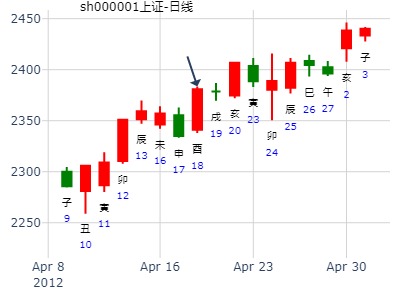 sh000001上证-日线
2450
2400
2350
2300
2250
子
9
丑
10
寅
11
卯
12
辰
13
未
16
申
17
酉
18
戌
19
亥
20
寅
23
卯
24
辰
25
巳
26
午
27
亥
2
子
3
Apr 8
2012
Apr 16
Apr 23
Apr 30